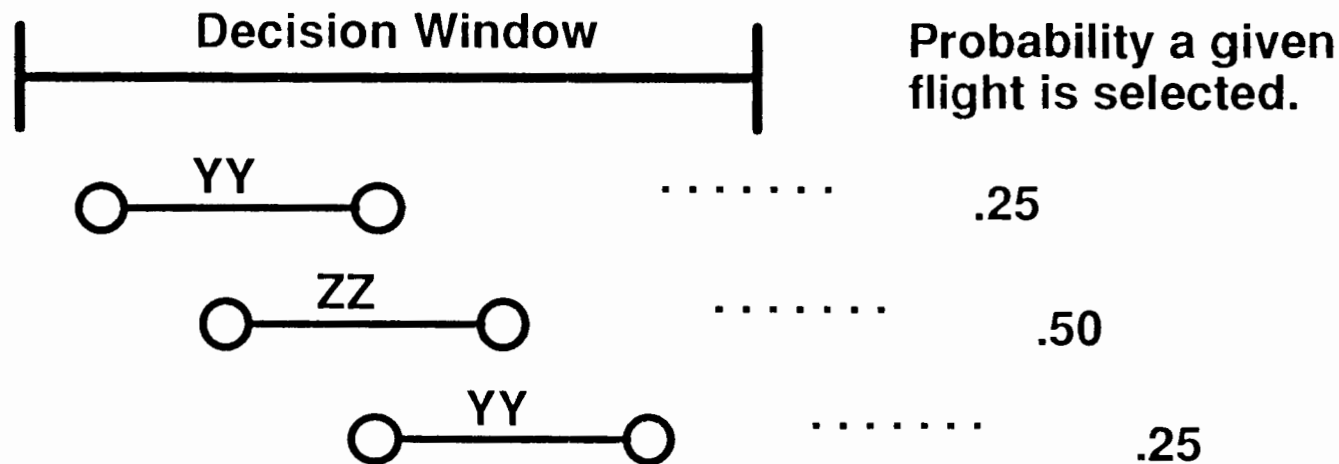 Decision Window
Probability a given
flight is selected.
YY ....... .25
ZZ ....... .50
YY ....... .25